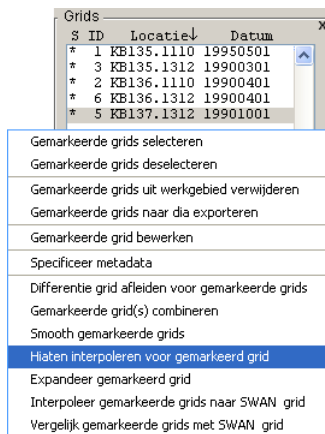 Grids
x
S ID Locatie↓ Datum
* 1 KB135.1110 19950501
* 3 KB135.1312 19900301
* 2 KB136.1110 19900401
* 6 KB136.1312 19900401
* 5 KB137.1312 19901001
Gemarkeerde grids selecteren
Gemarkeerde grids deselecteren
Gemarkeerde grids uit werkgebied verwijderen
Gemarkeerde grids naar dia exporteren
Gemarkeerde grid bewerken
Specificeer metadata
Differentie grid afleiden voor gemarkeerde grids
Gemarkeerde grid(s) combineren
Smooth gemarkeerde grids
Hiaten interpoleren voor gemarkeerd grid
Expandeer gemarkeerd grid
Interpoleer gemarkeerde grids naar SWAN grid
Vergelijk gemarkeerde grids met SWAN grid